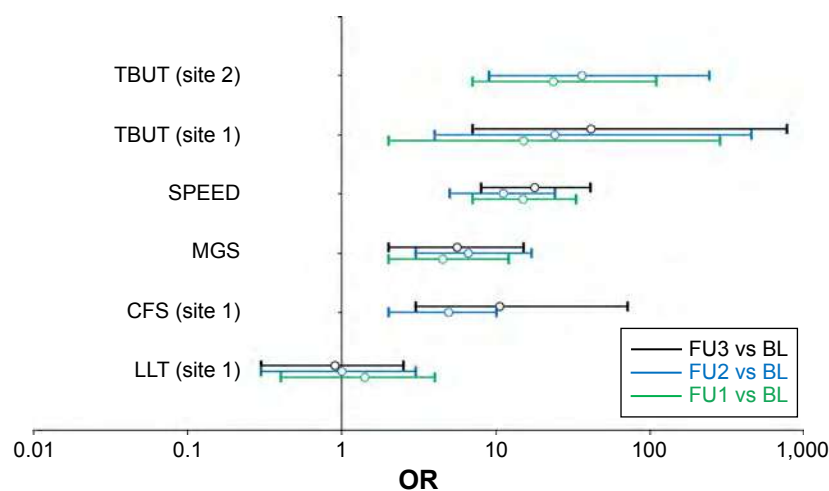 TBUT (site 2)
TBUT (site 1)
SPEED
MGS
CFS (site 1)
LLT (site 1)
FU3 vs BL
FU2 vs BL
FU1 vs BL
0.01 0.1 1 10 100 1,000
OR